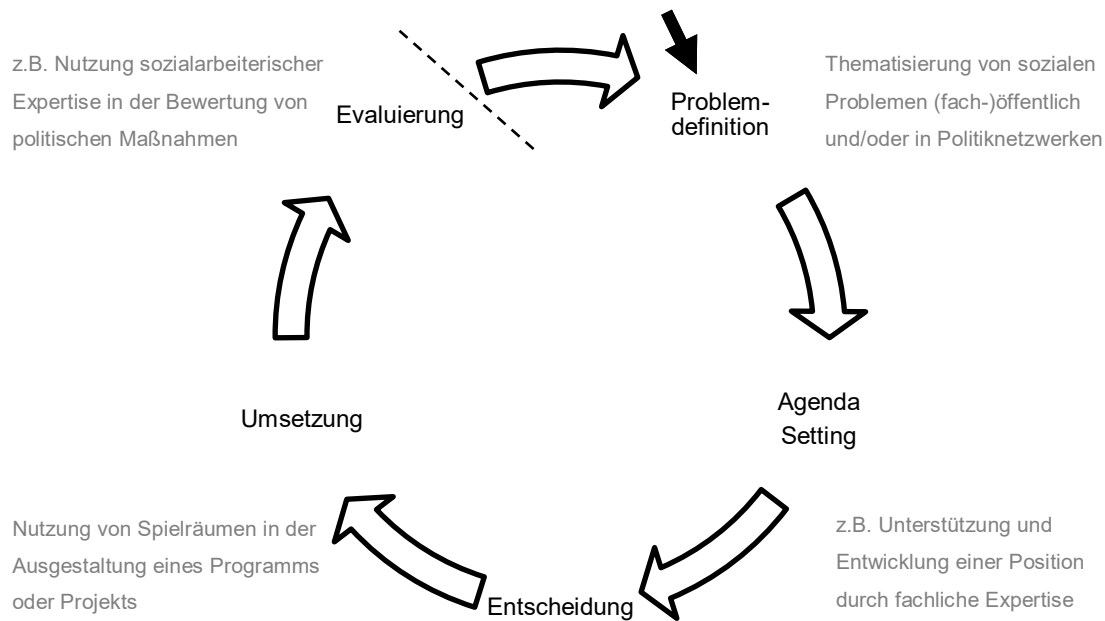 z.B. Nutzung sozialarbeiterischer
Expertise in der Bewertung von
politischen Maßnahmen
Evaluierung
Problem-
definition
Thematisierung von sozialen
Problemen (fach-)öffentlich
und/oder in Politiknetzwerken
Agenda
Setting
z.B. Unterstützung und
Entwicklung einer Position
durch fachliche Expertise
Entscheidung
Umsetzung
Nutzung von Spielräumen in der
Ausgestaltung eines Programms
oder Projekts